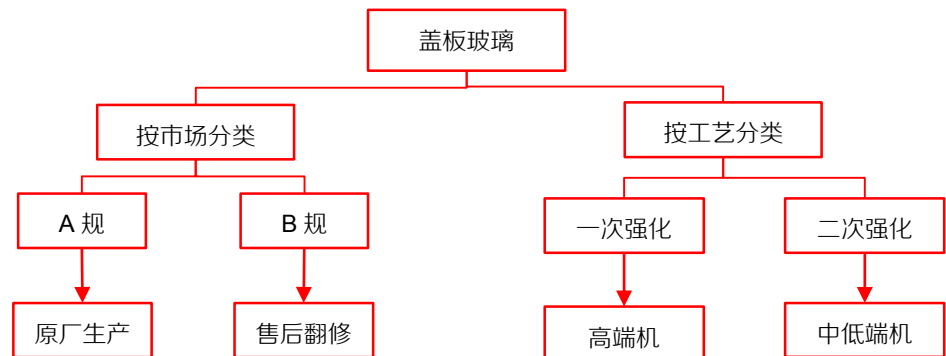 盖板玻璃
按市场分类
按工艺分类
A 规
B 规
一次强化
二次强化
原厂生产
售后翻修
高端机
中低端机